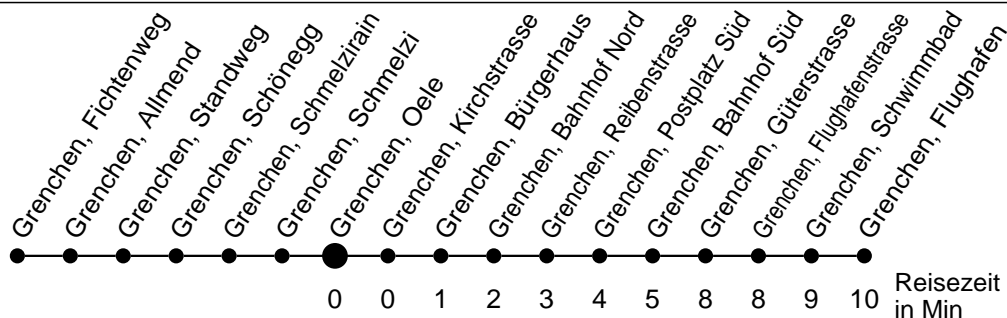 Grenchen, Fichtenweg
Grenchen, Allmend
Grenchen, Standweg
Grenchen, Schönegg
Grenchen, Schmelzirain
Grenchen, Schmelzi
Grenchen, Oele
Grenchen, Kirchstrasse
Grenchen, Bürgerhaus
Grenchen, Bahnhof Nord
Grenchen, Reibenstrasse
Grenchen, Postplatz Süd
Grenchen, Bahnhof Süd
Grenchen, Güterstrasse
Grenchen, Flughafenstrasse
Grenchen, Schwimmbad
Grenchen, Flughafen
0 0 1 2 3 4 5 8 8 9 10 Reisezeit
in Min